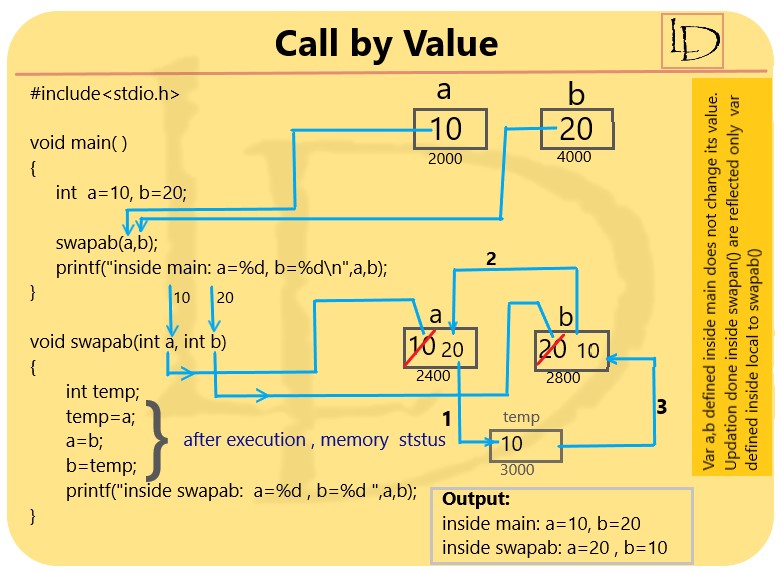 Call by Value
LD
#include<stdio.h>
void main( )
{
int a=10, b=20;
swapab(a,b);
printf("inside main: a=%d, b=%d\n",a,b);
}
10
20
void swapab(int a, int b)
{
int temp;
temp=a;
a=b;
b=temp;
printf("inside swapab: a=%d , b=%d ",a,b);
}
after execution , memory ststus
a
10
2000
b
20
4000
2
a
10 20
2400
b
20 10
2800
1
temp
10
3000
3
Output:
inside main: a=10, b=20
inside swapab: a=20 , b=10
Var a,b defined inside main does not change its value.
Updation done inside swapan() are reflected only var
defined inside local to swapab()